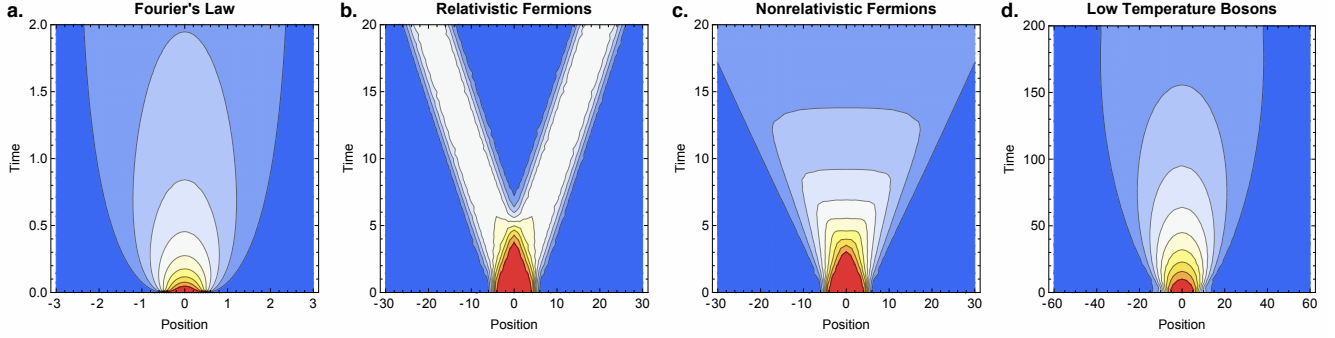 a. Fourier's Law
2.0
1.5
1.0
0.5
0.0
Time
-3 -2 -1 0 1 2 3
Position
b. Relativistic Fermions
20
15
10
5
0
Time
-30 -20 -10 0 10 20 30
Position
c. Nonrelativistic Fermions
20
15
10
5
0
Time
-30 -20 -10 0 10 20 30
Position
d. Low Temperature Bosons
200
150
100
50
0
Time
-60 -40 -20 0 20 40 60
Position